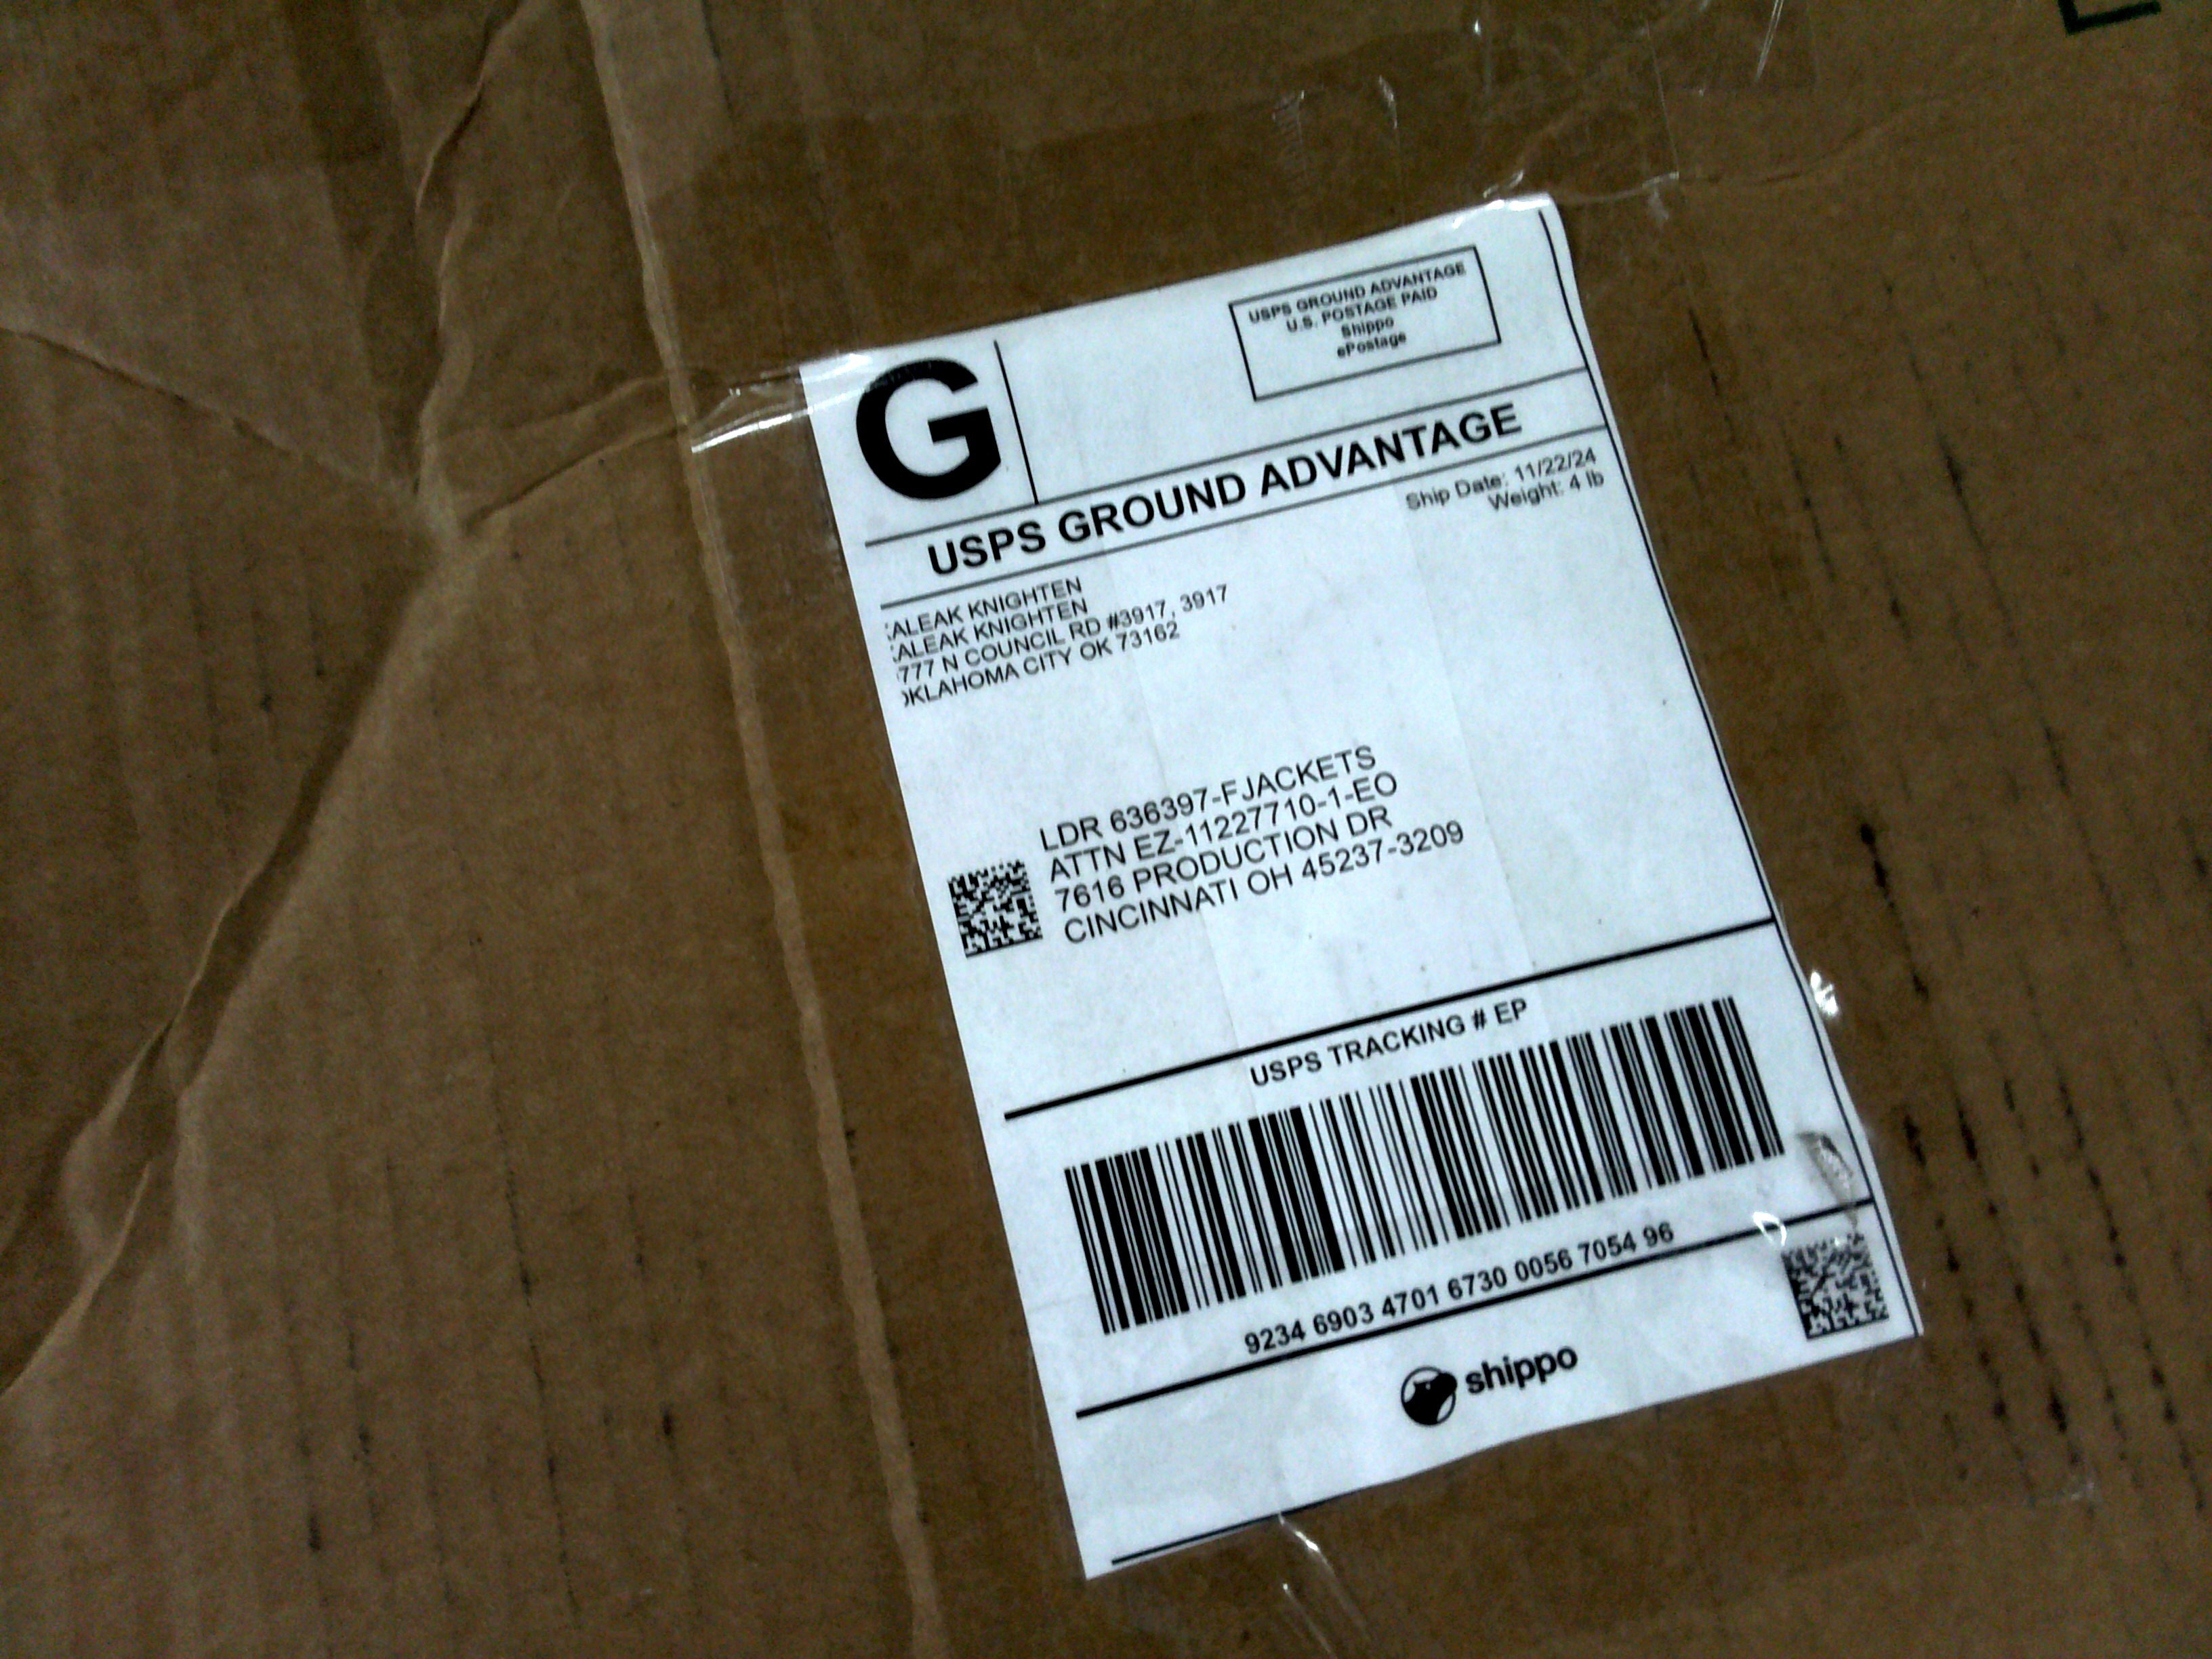 USPS GROUND ADVANTAGE
U.S. POSTAGE PAID
Shippo
ePostage
G
USPS GROUND ADVANTAGE
Ship Date: 11/22/24
Weight: 4 lb
ALEAK KNIGHTEN
ALEAK KNIGHTEN
777 N COUNCIL RD #3917, 3917
OKLAHOMA CITY OK 73162
LDR 636397-FJACKETS
ATTN EZ-11227710-1-EO
7616 PRODUCTION DR
CINCINNATI OH 45237-3209
USPS TRACKING # EP
9234 6903 4701 6730 0056 7054 96
shippo